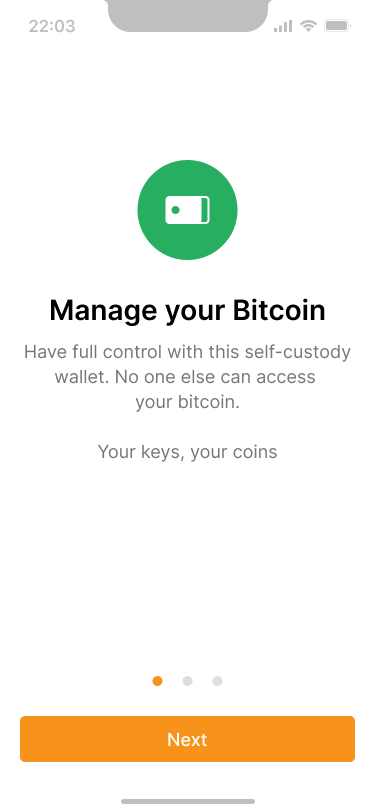 22:03
Manage your Bitcoin
Have full control with this self-custody
wallet. No one else can access
your bitcoin.
Your keys, your coins
Next